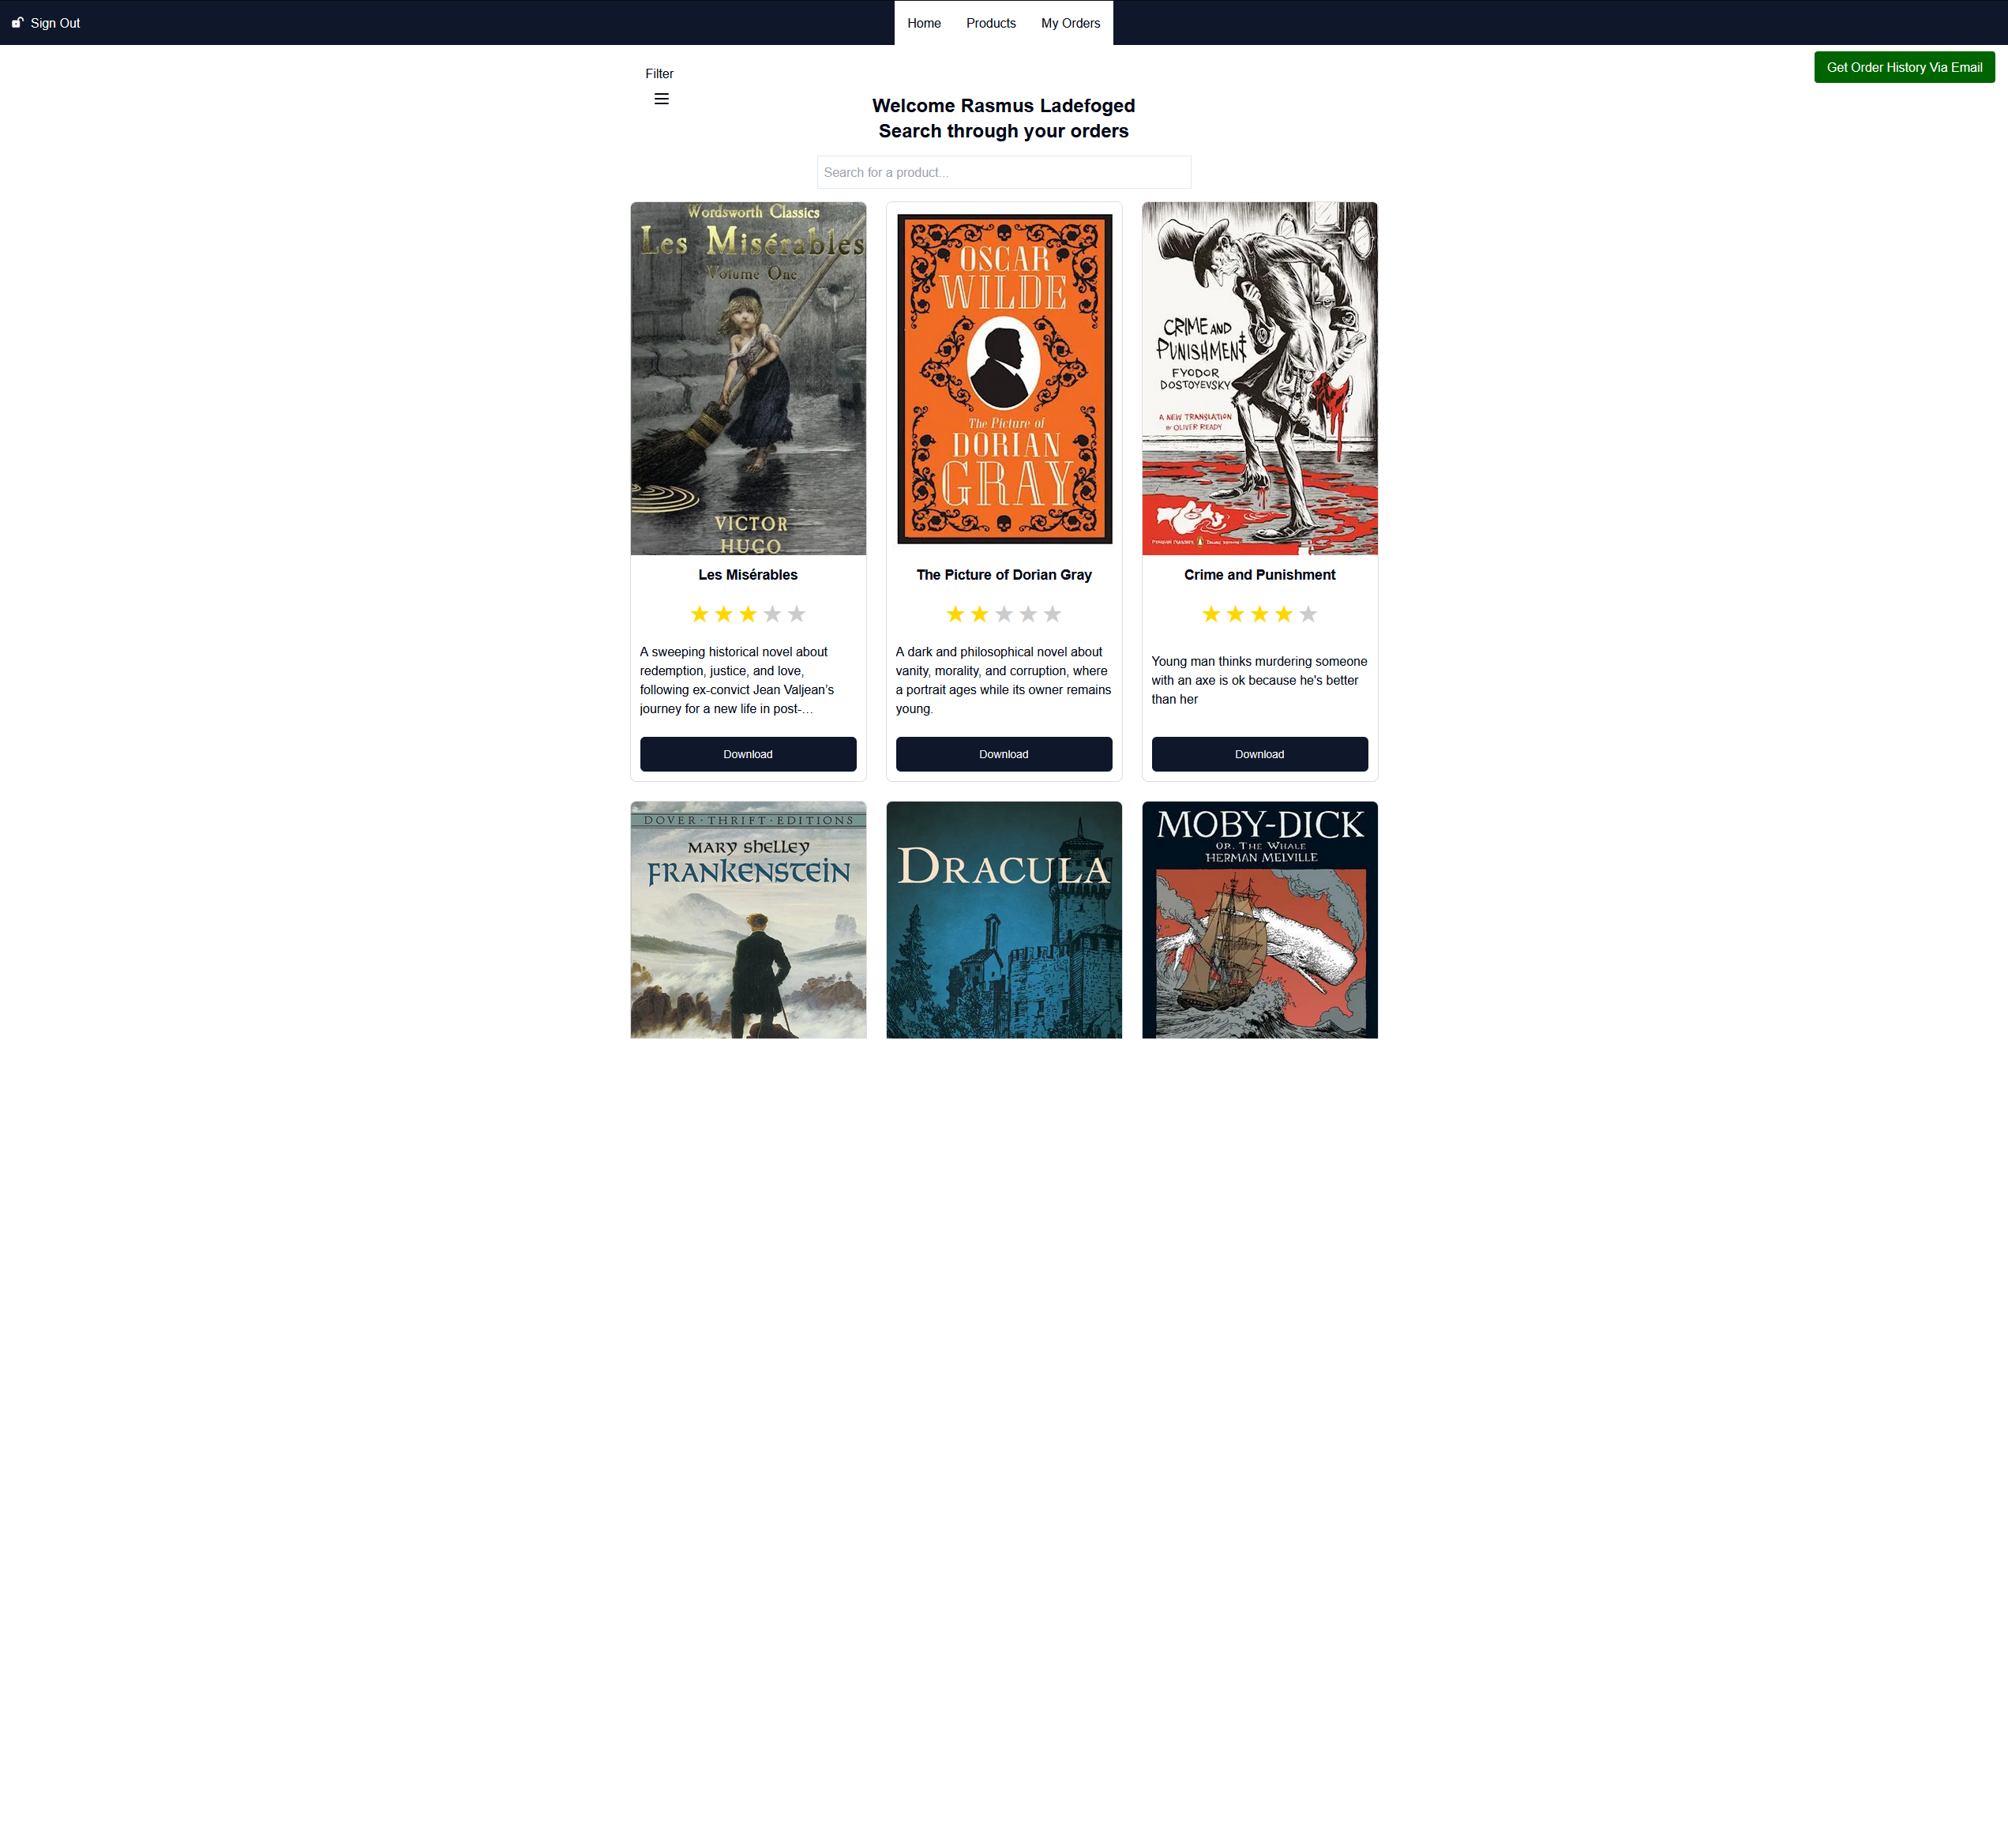 Sign Out
Home
Products
My Orders
Get Order History Via Email
Filter
Welcome Rasmus Ladefoged
Search through your orders
Search for a product...
Wordsworth Classics
Les Misérables
Volume One
VICTOR
HUGO
OSCAR
WILDE
The Picture of
DORIAN
GRAY
CRIME AND
PUNISHMENT
FYODOR
DOSTOYEVSKY
A NEW TRANSLATION
BY OLIVER READY
PENGUIN CLASSICS
DELUXE EDITION
Les Misérables
The Picture of Dorian Gray
Crime and Punishment
A sweeping historical novel about
redemption, justice, and love,
following ex-convict Jean Valjean’s
journey for a new life in post-…
A dark and philosophical novel about
vanity, morality, and corruption, where
a portrait ages while its owner remains
young.
Young man thinks murdering someone
with an axe is ok because he's better
than her
Download
Download
Download
DOVER · THRIFT · EDITIONS
MARY SHELLEY
FRANKENSTEIN
DRACULA
MOBY-DICK
OR, THE WHALE
HERMAN MELVILLE